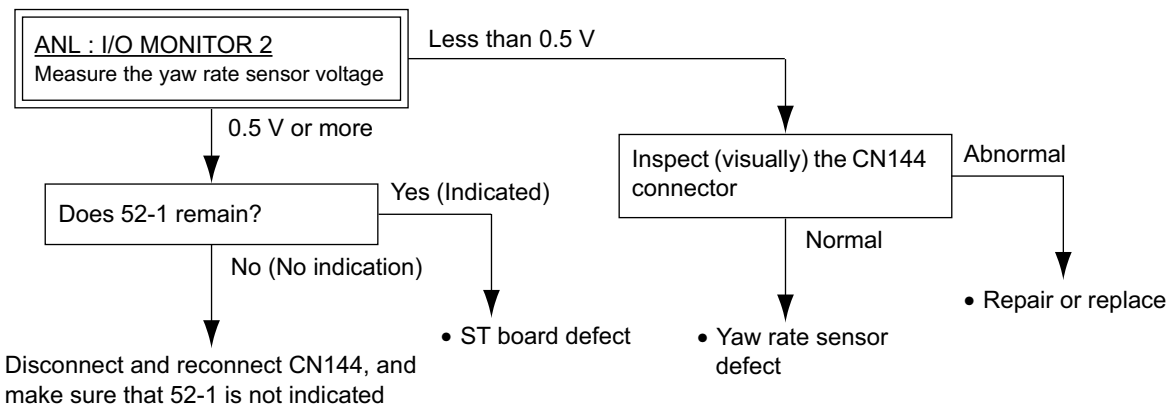 ANL : I/O MONITOR 2
Measure the yaw rate sensor voltage
Less than 0.5 V
0.5 V or more
Inspect (visually) the CN144
connector
Abnormal
Does 52-1 remain?
Yes (Indicated)
Normal
No (No indication)
• Repair or replace
• ST board defect
• Yaw rate sensor
defect
Disconnect and reconnect CN144, and
make sure that 52-1 is not indicated